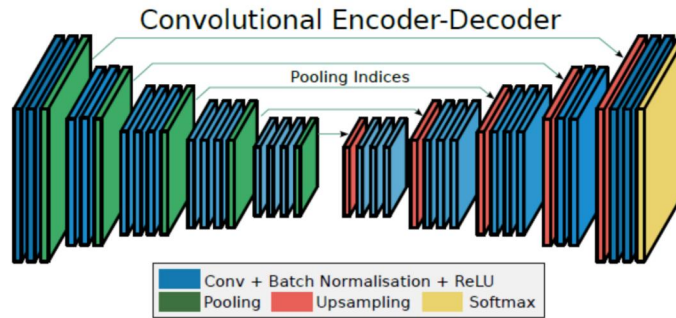 Convolutional Encoder-Decoder
Pooling Indices
Conv + Batch Normalisation + ReLU
Pooling Upsampling Softmax